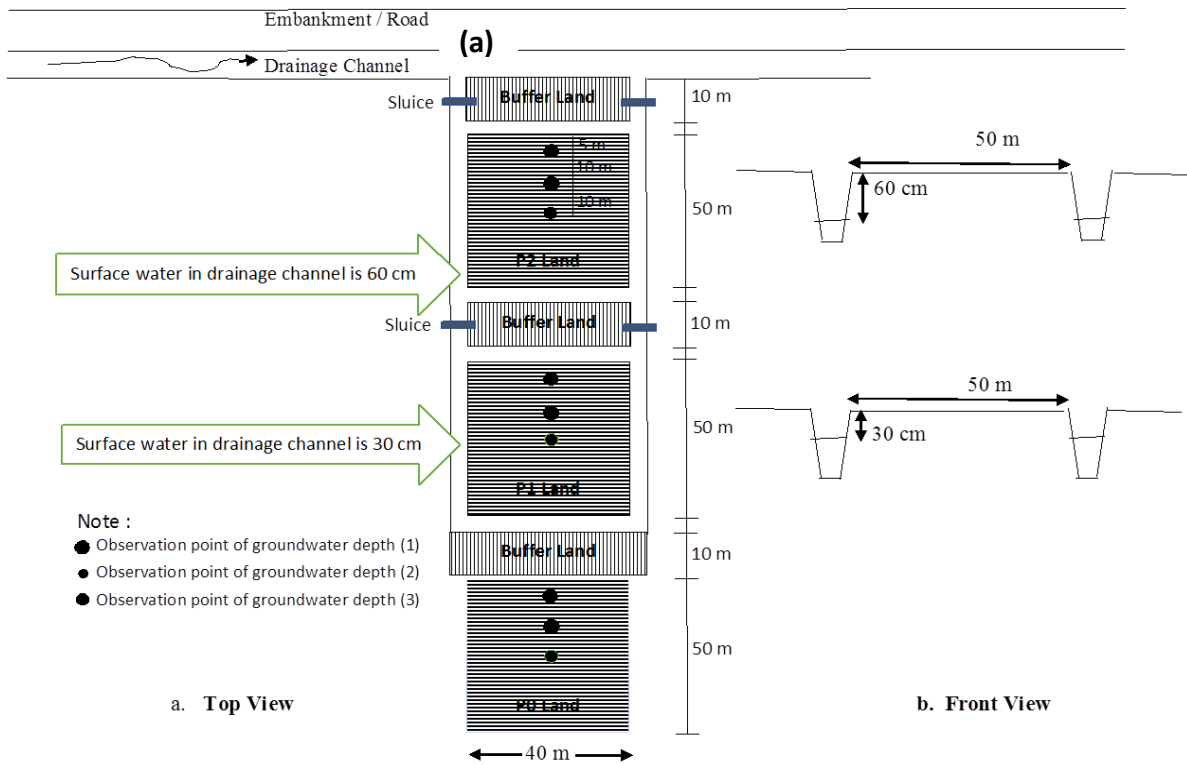 Embankment / Road
(a)
Drainage Channel
Sluice
Buffer Land
10 m
5 m
10 m
10 m
P2 Land
50 m
50 m
60 cm
Surface water in drainage channel is 60 cm
Sluice
Buffer Land
10 m
50 m
30 cm
Surface water in drainage channel is 30 cm
P1 Land
50 m
Note :
Observation point of groundwater depth (1)
Observation point of groundwater depth (2)
Observation point of groundwater depth (3)
Buffer Land
10 m
P0 Land
50 m
40 m
a. Top View
b. Front View